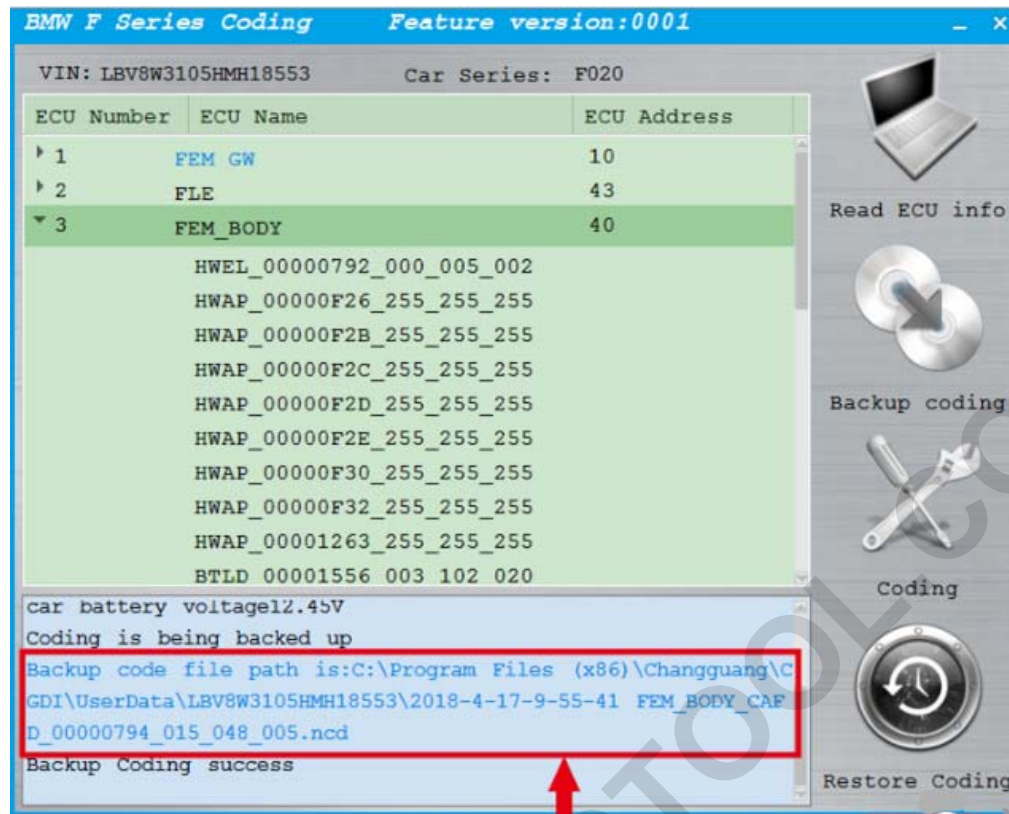 BMW F Series Coding Feature version:0001
VIN: LBV8W3105HMH18553 Car Series: F020
ECU Number ECU Name ECU Address
1 FEM GW 10
2 FLE 43
3 FEM_BODY 40
HWEL_00000792_000_005_002
HWAP_00000F26_255_255_255
HWAP_00000F2B_255_255_255
HWAP_00000F2C_255_255_255
HWAP_00000F2D_255_255_255
HWAP_00000F2E_255_255_255
HWAP_00000F30_255_255_255
HWAP_00000F32_255_255_255
HWAP_00001263_255_255_255
BTLD_00001556_003_102_020
car battery voltage12.45V
Coding is being backed up
Backup code file path is:C:\Program Files (x86)\Changguang\C
GDI\UserData\LBV8W3105HMH18553\2018-4-17-9-55-41 FEM_BODY_CAF
D_00000794_015_048_005.ncd
Backup Coding success
Read ECU info
Backup coding
Coding
Restore Coding